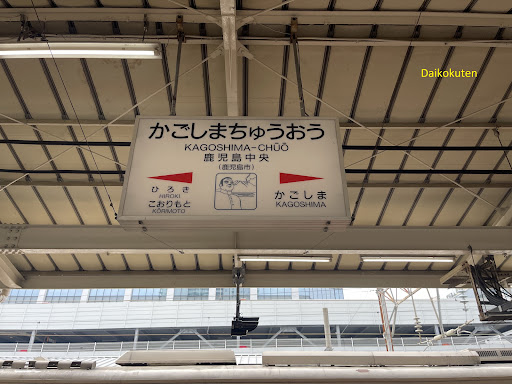 Daikokuten
かごしまちゅうおう
KAGOSHIMA-CHŪŌ
鹿児島中央
(鹿児島市)
ひろき
HIROKI
こおりもと
KŌRIMOTO
かごしま
KAGOSHIMA